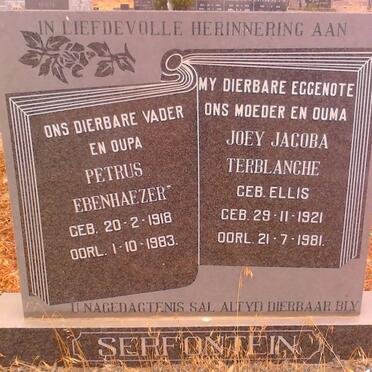 IN LIEFDEVOLLE HERINNERING AAN
ONS DIERBARE VADER
EN OUPA
PETRUS
EBENHAEZER
GEB. 20-2-1918
OORL. 1-10-1983.
MY DIERBARE EGGENOTE
ONS MOEDER EN OUMA
JOEY JACOBA
TERBLANCHE
GEB. ELLIS
GEB. 29-11-1921
OORL. 21-7-1981.
U NAGEDAGTENIS SAL ALTYD DIERBAAR BLY
SERFONTEIN